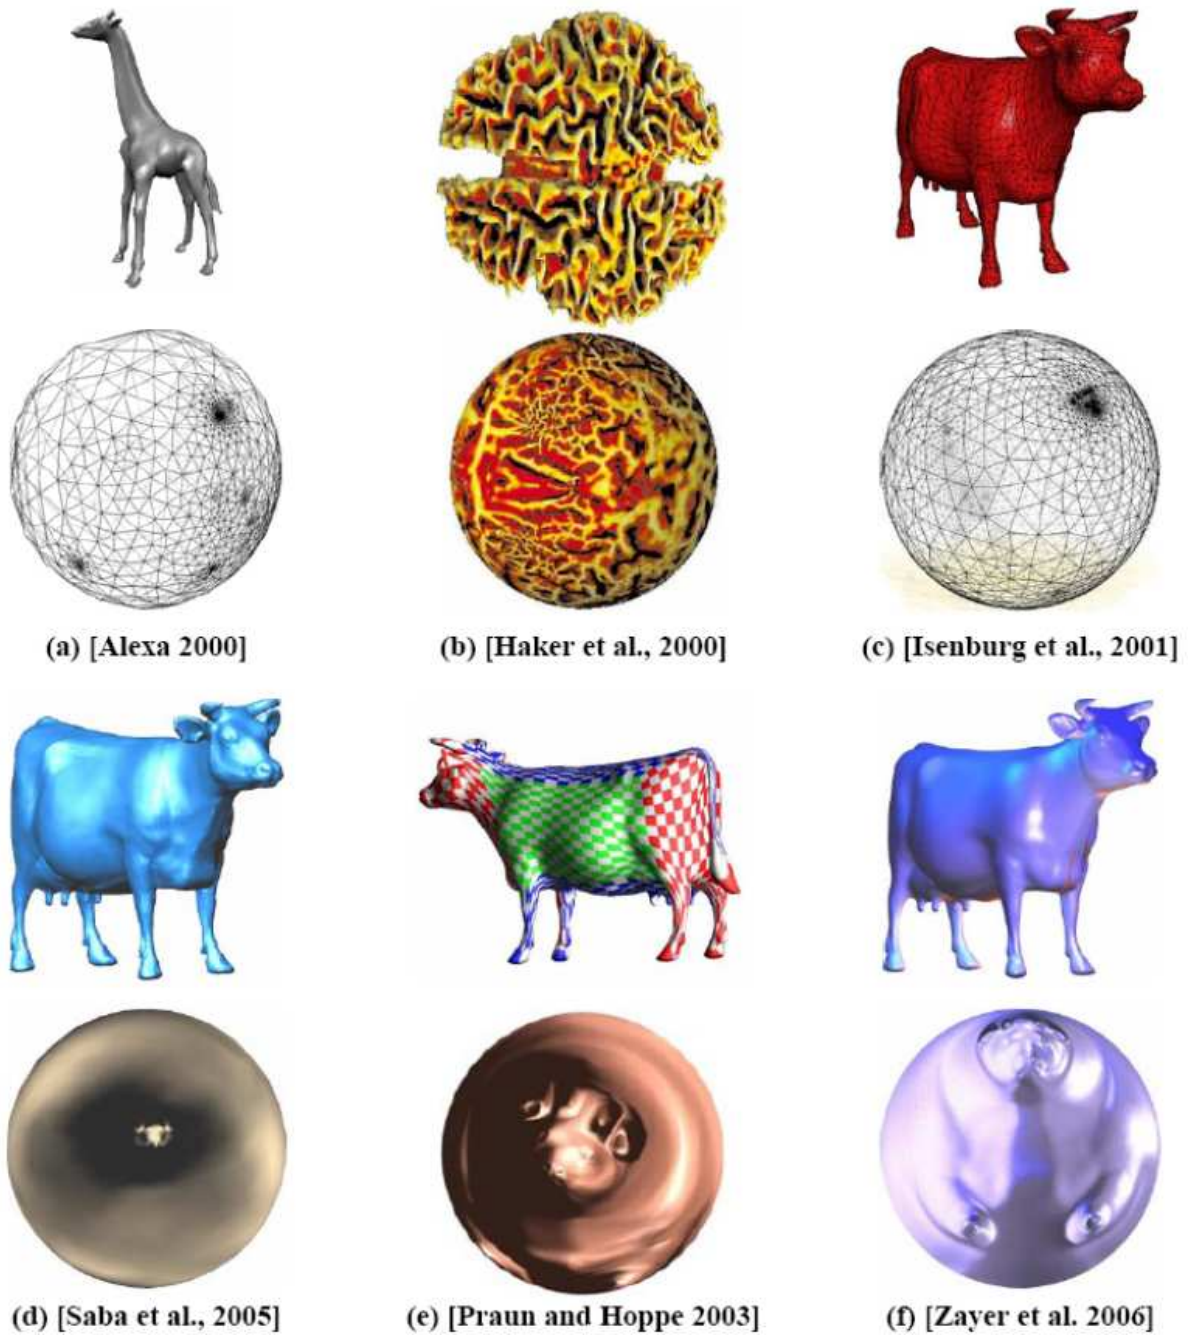 (a) [Alexa 2000]
(b) [Haker et al., 2000]
(c) [Isenburg et al., 2001]
(d) [Saba et al., 2005]
(e) [Praun and Hoppe 2003]
(f) [Zayer et al. 2006]